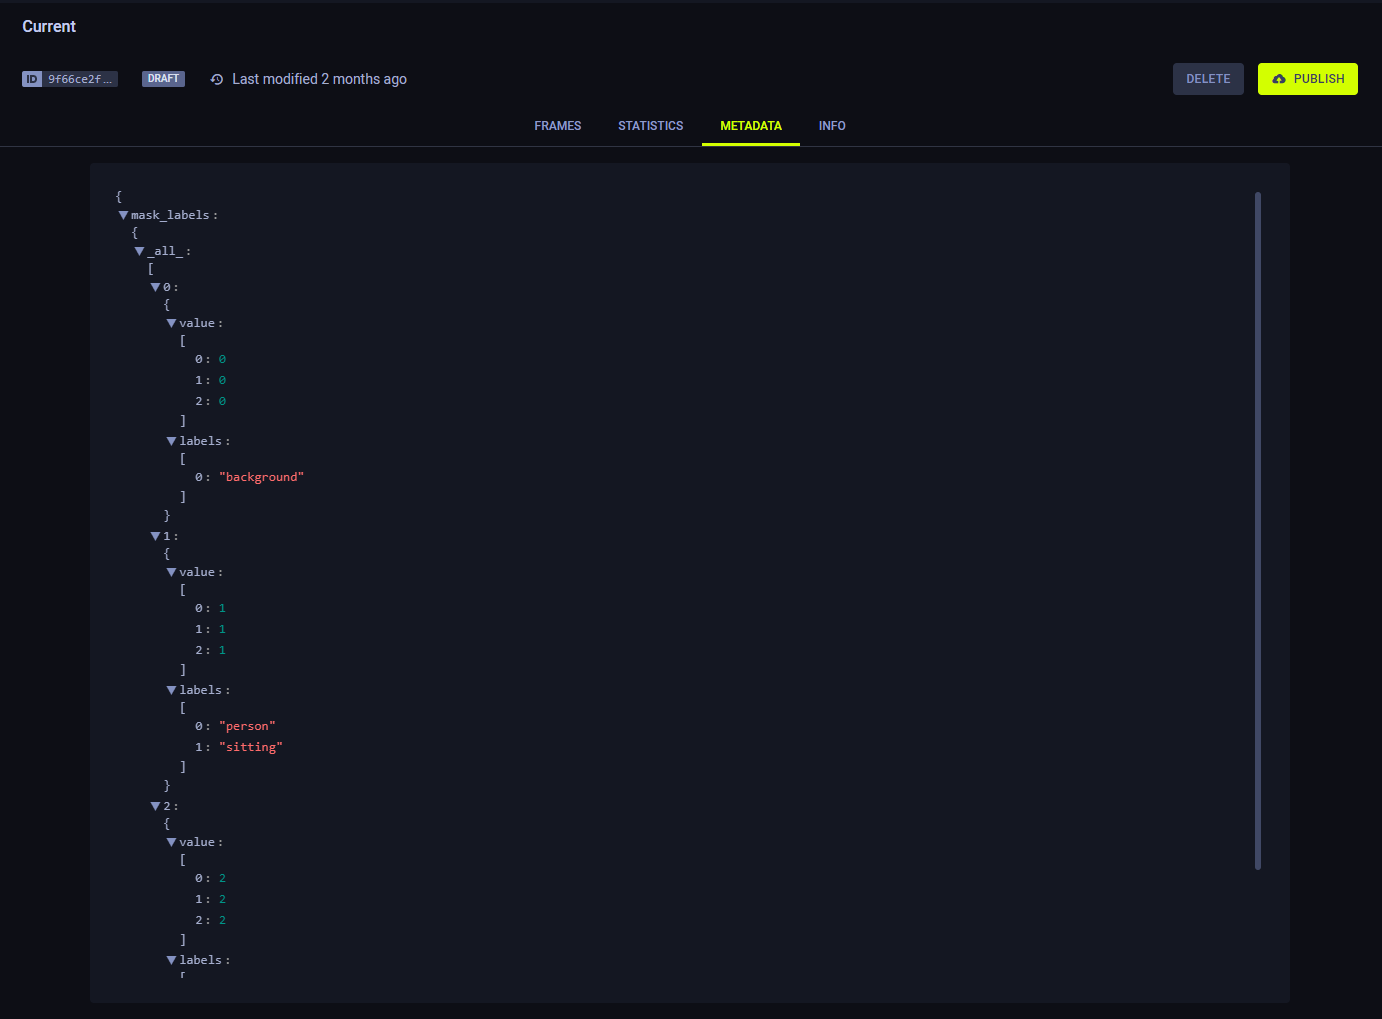 Current
ID 9f66ce2f... DRAFT Last modified 2 months ago DELETE PUBLISH
FRAMES STATISTICS METADATA INFO
{
mask_labels:
{
_all_:
[
0:
{
value:
[
0: 0
1: 0
2: 0
]
labels:
[
0: "background"
]
}
1:
{
value:
[
0: 1
1: 1
2: 1
]
labels:
[
0: "person"
1: "sitting"
]
}
2:
{
value:
[
0: 2
1: 2
2: 2
]
labels:
[